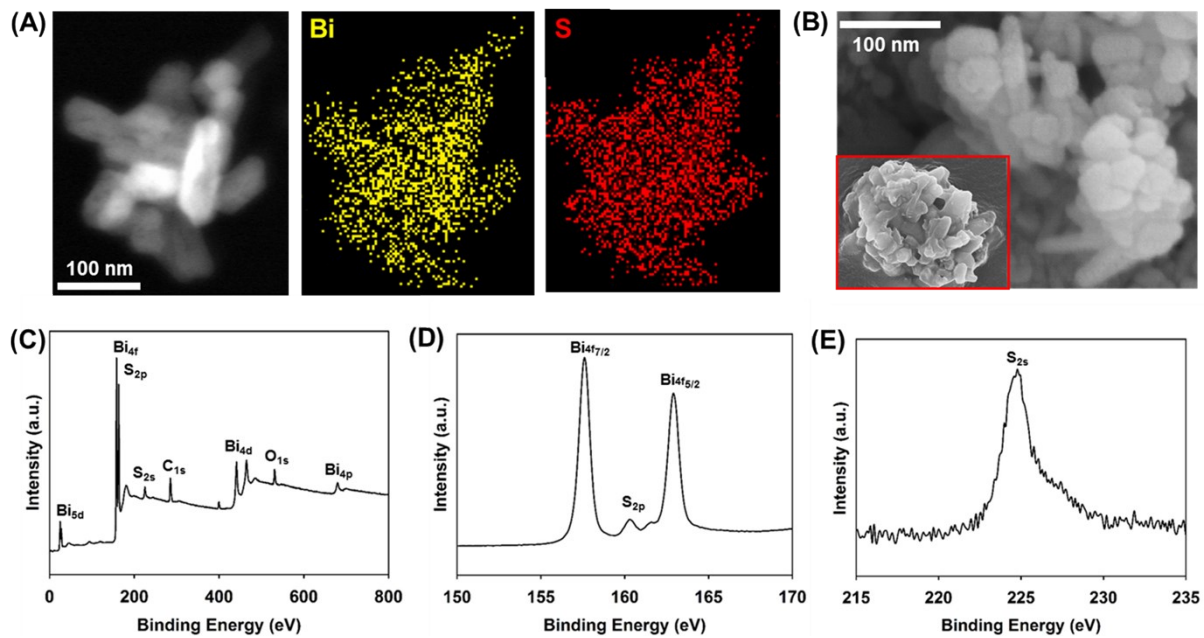 (A)
Bi
S
(B)
100 nm
100 nm
(C)
Bi4f
S2p
S2s
C1s
Bi4d
O1s
Bi4p
Bi5d
Intensity (a.u.)
0 200 400 600 800
Binding Energy (eV)
(D)
Bi4f7/2
Bi4f5/2
S2p
Intensity (a.u.)
150 155 160 165 170
Binding Energy (eV)
(E)
S2s
Intensity (a.u.)
215 220 225 230 235
Binding Energy (eV)